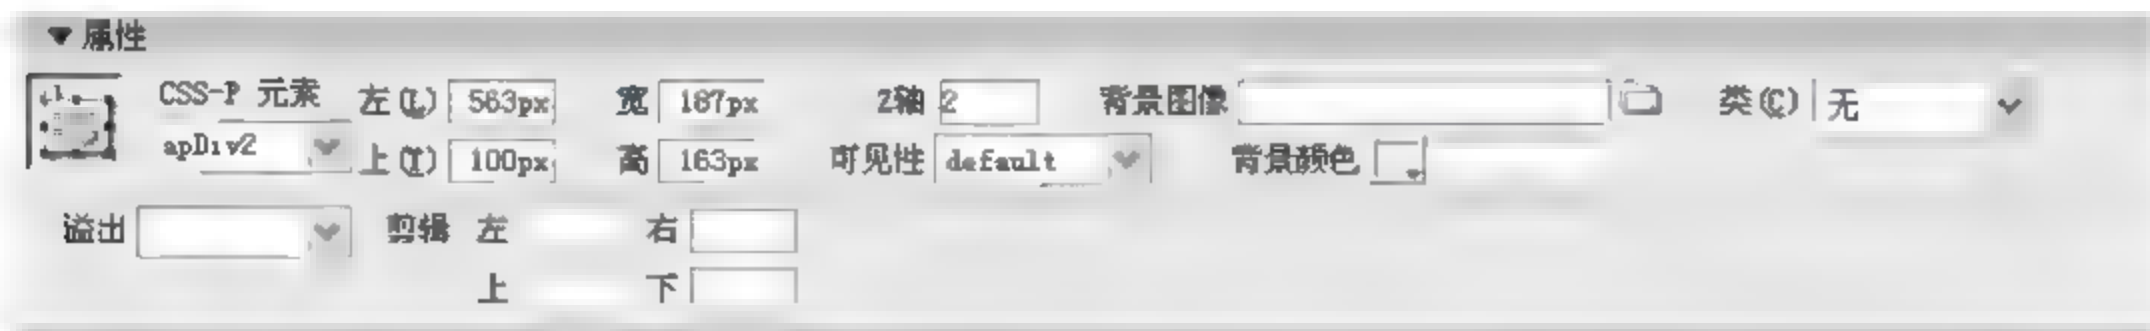 属性
CSS-P 元素 左(L) 563px 宽 187px Z轴 2 背景图像 类(C) 无
apDiv2 上(T) 100px 高 163px 可见性 default 背景颜色
溢出 剪辑 左 右
上 下